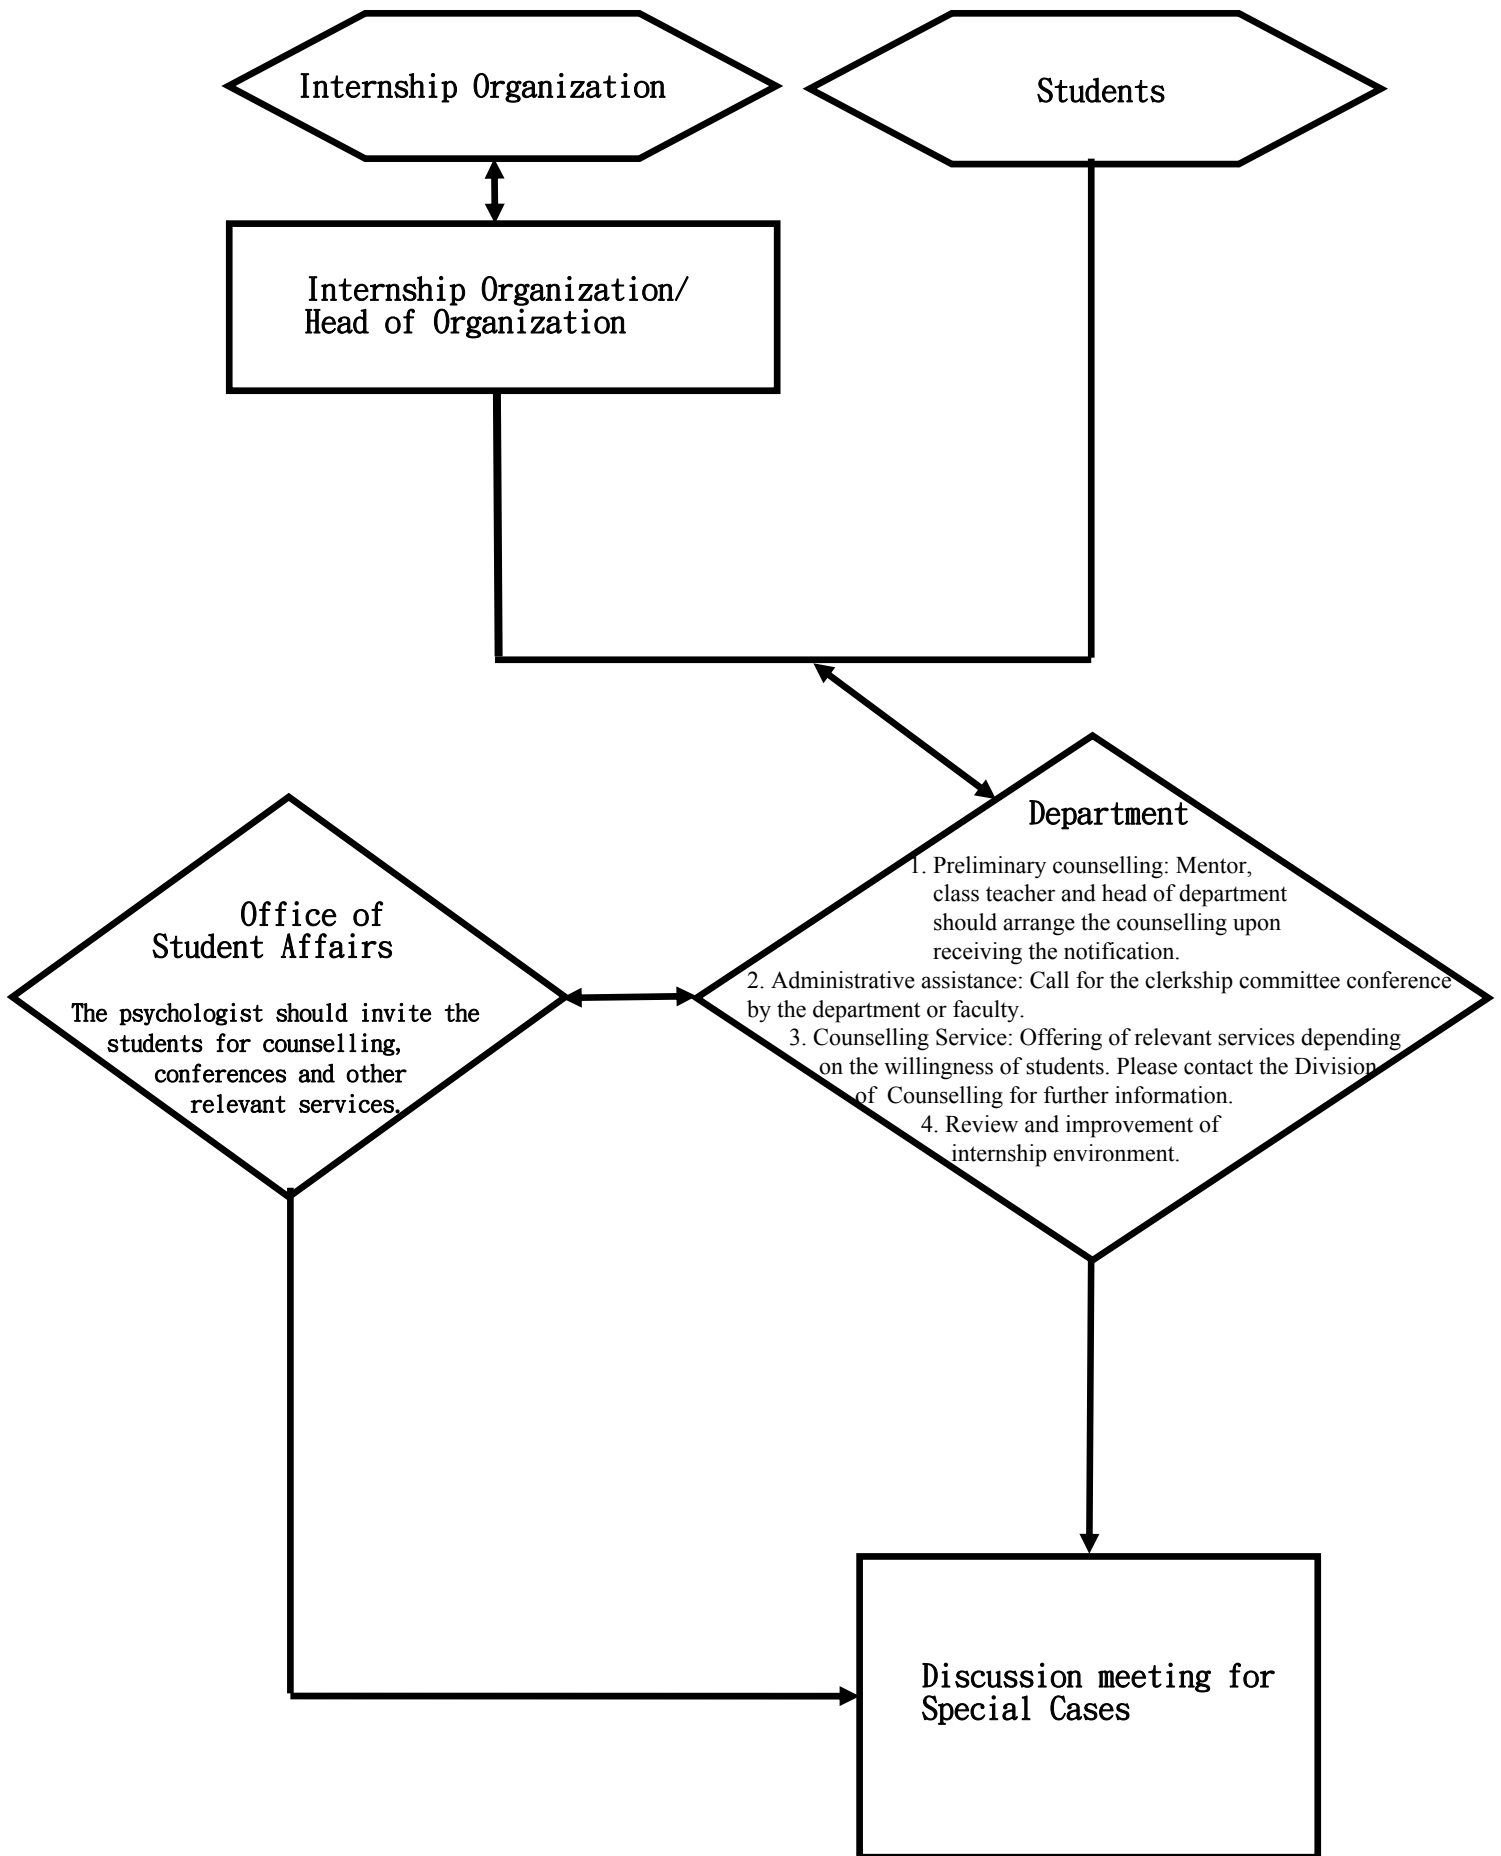 Internship Organization
Students
Internship Organization/
Head of Organization
Department
1. Preliminary counselling: Mentor,
class teacher and head of department
should arrange the counselling upon
receiving the notification.
2. Administrative assistance: Call for the clerkship committee conference
by the department or faculty.
3. Counselling Service: Offering of relevant services depending
on the willingness of students. Please contact the Division
of Counselling for further information.
4. Review and improvement of
internship environment.
Office of
Student Affairs
The psychologist should invite the
students for counselling,
conferences and other
relevant services.
Discussion meeting for
Special Cases